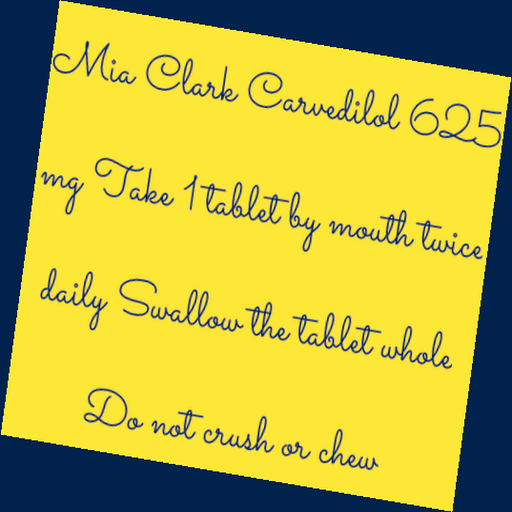 Mia Clark Carvedilol 625
mg Take 1 tablet by mouth twice
daily Swallow the tablet whole
Do not crush or chew